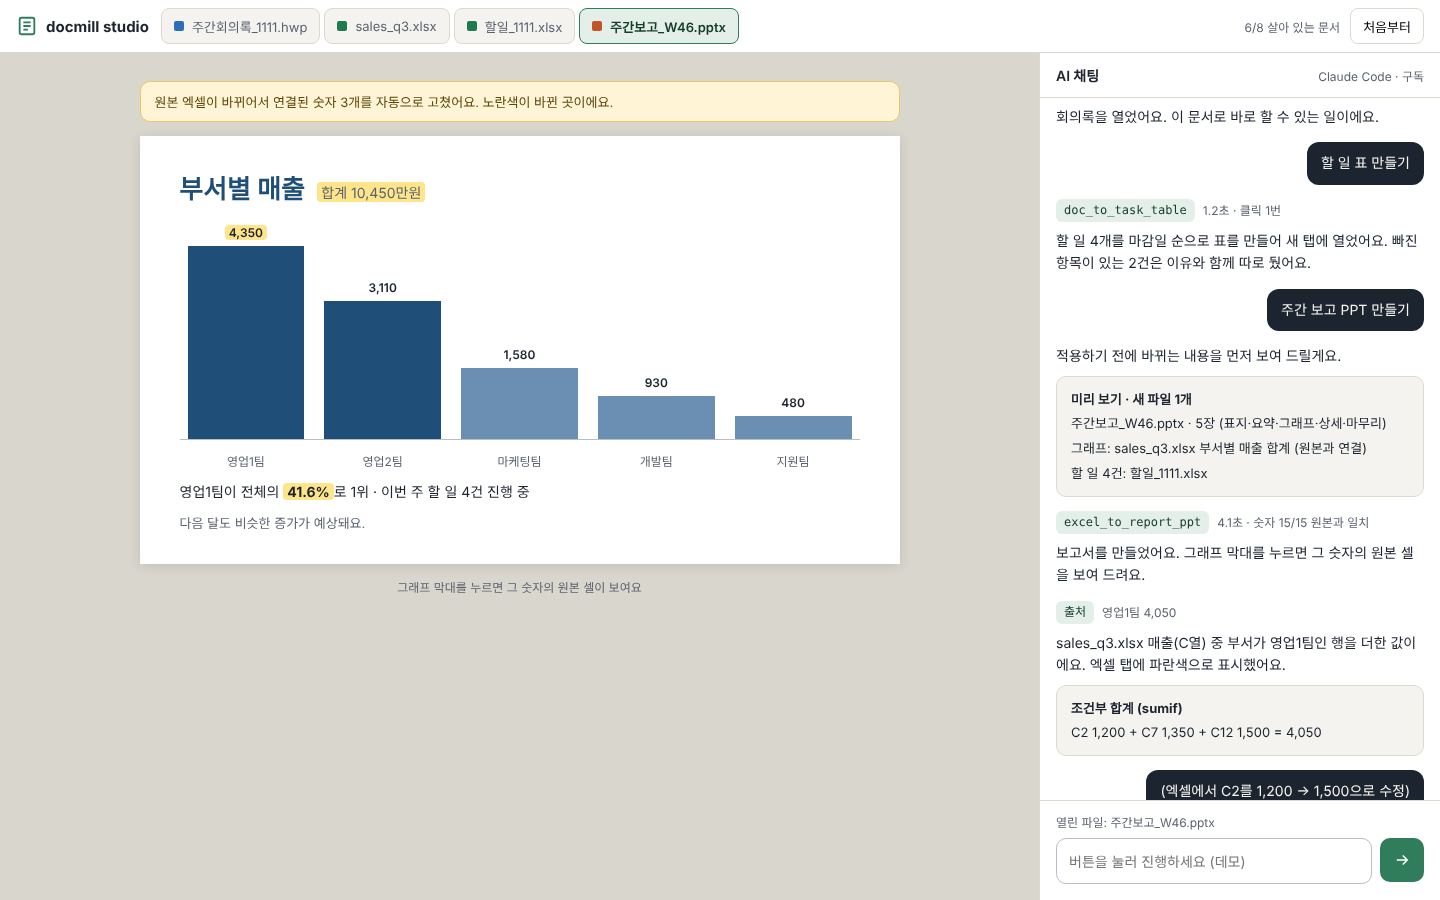 docmill studio
주간회의록_1111.hwp
sales_q3.xlsx
할일_1111.xlsx
주간보고_W46.pptx
6/8 살아 있는 문서
처음부터
원본 엑셀이 바뀌어서 연결된 숫자 3개를 자동으로 고쳤어요. 노란색이 바뀐 곳이에요.
부서별 매출 합계 10,450만원
4,350
3,110
1,580
930
480
영업1팀
영업2팀
마케팅팀
개발팀
지원팀
영업1팀이 전체의 41.6%로 1위 · 이번 주 할 일 4건 진행 중
다음 달도 비슷한 증가가 예상돼요.
그래프 막대를 누르면 그 숫자의 원본 셀이 보여요
AI 채팅
Claude Code · 구독
회의록을 열었어요. 이 문서로 바로 할 수 있는 일이에요.
할 일 표 만들기
doc_to_task_table 1.2초 · 클릭 1번
할 일 4개를 마감일 순으로 표를 만들어 새 탭에 열었어요. 빠진
항목이 있는 2건은 이유와 함께 따로 뒀어요.
주간 보고 PPT 만들기
적용하기 전에 바뀌는 내용을 먼저 보여 드릴게요.
미리 보기 · 새 파일 1개
주간보고_W46.pptx · 5장 (표지·요약·그래프·상세·마무리)
그래프: sales_q3.xlsx 부서별 매출 합계 (원본과 연결)
할 일 4건: 할일_1111.xlsx
excel_to_report_ppt 4.1초 · 숫자 15/15 원본과 일치
보고서를 만들었어요. 그래프 막대를 누르면 그 숫자의 원본 셀
을 보여 드려요.
출처 영업1팀 4,050
sales_q3.xlsx 매출(C열) 중 부서가 영업1팀인 행을 더한 값이
에요. 엑셀 탭에 파란색으로 표시했어요.
조건부 합계 (sumif)
C2 1,200 + C7 1,350 + C12 1,500 = 4,050
(엑셀에서 C2를 1,200 → 1,500으로 수정)
열린 파일: 주간보고_W46.pptx
버튼을 눌러 진행하세요 (데모)